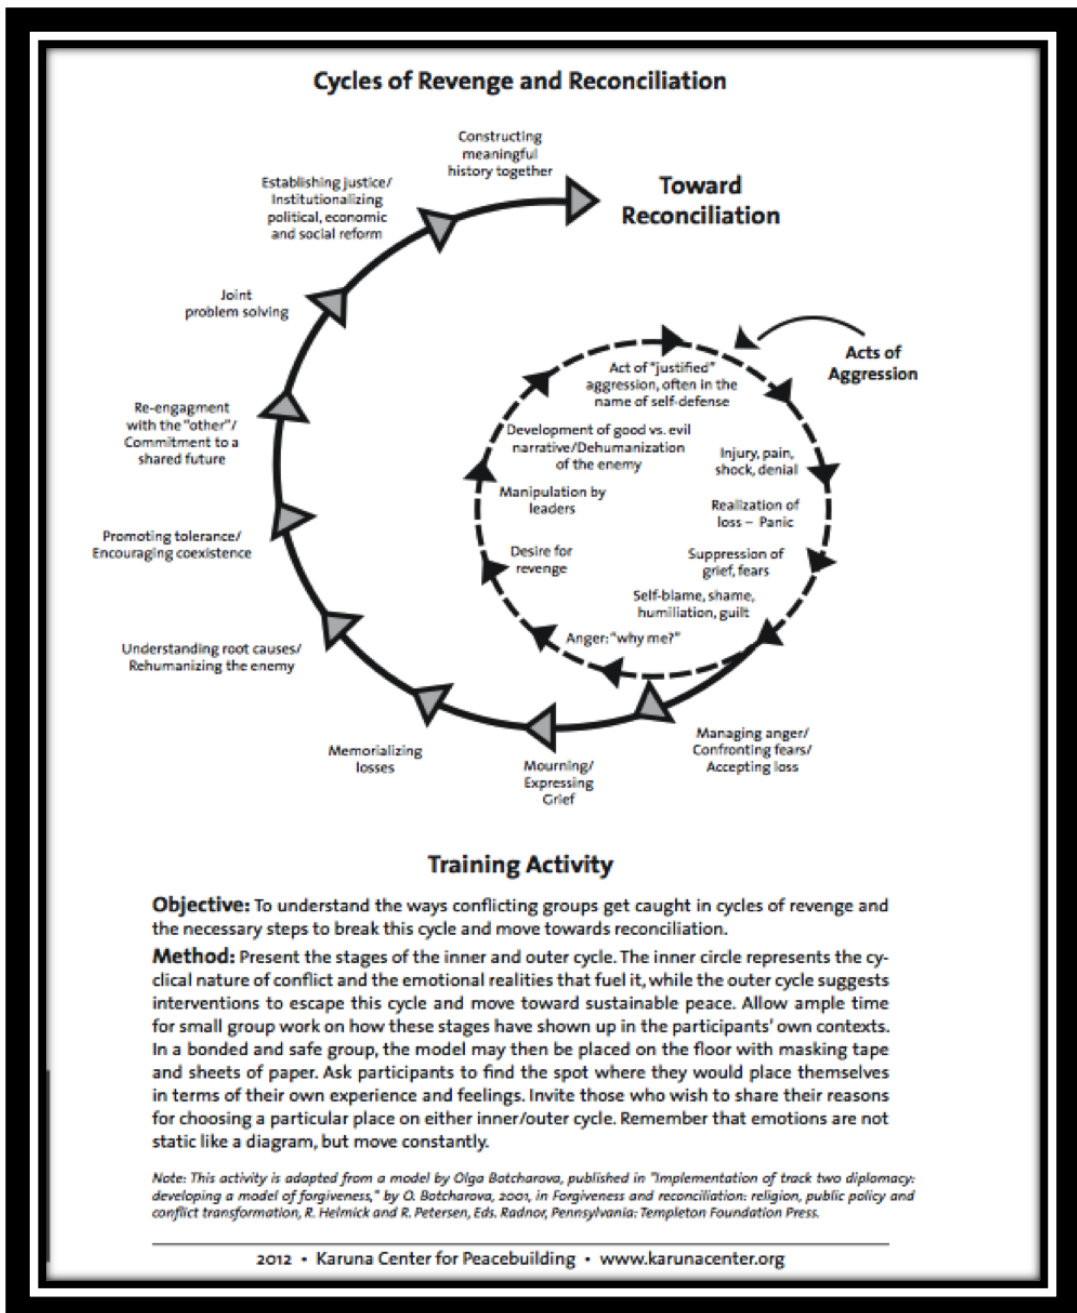 Cycles of Revenge and Reconciliation
Constructing
meaningful
history together
Toward
Reconciliation
Establishing justice/
Institutionalizing
political, economic
and social reform
Joint
problem solving
Re-engagment
with the "other"/
Commitment to a
shared future
Promoting tolerance/
Encouraging coexistence
Understanding root causes/
Rehumanizing the enemy
Memorializing
losses
Mourning/
Expressing
Grief
Managing anger/
Confronting fears/
Accepting loss
Acts of
Aggression
Act of "justified"
aggression, often in the
name of self-defense
Injury, pain,
shock, denial
Realization of
loss – Panic
Suppression of
grief, fears
Self-blame, shame,
humiliation, guilt
Anger: "why me?"
Desire for
revenge
Manipulation by
leaders
Development of good vs. evil
narrative/Dehumanization
of the enemy
Training Activity
Objective: To understand the ways conflicting groups get caught in cycles of revenge and
the necessary steps to break this cycle and move towards reconciliation.
Method: Present the stages of the inner and outer cycle. The inner circle represents the cy-
clical nature of conflict and the emotional realities that fuel it, while the outer cycle suggests
interventions to escape this cycle and move toward sustainable peace. Allow ample time
for small group work on how these stages have shown up in the participants' own contexts.
In a bonded and safe group, the model may then be placed on the floor with masking tape
and sheets of paper. Ask participants to find the spot where they would place themselves
in terms of their own experience and feelings. Invite those who wish to share their reasons
for choosing a particular place on either inner/outer cycle. Remember that emotions are not
static like a diagram, but move constantly.
Note: This activity is adapted from a model by Olga Botcharova, published in "Implementation of track two diplomacy:
developing a model of forgiveness," by O. Botcharova, 2001, in Forgiveness and reconciliation: religion, public policy and
conflict transformation, R. Helmick and R. Petersen, Eds. Radnor, Pennsylvania: Templeton Foundation Press.
2012 • Karuna Center for Peacebuilding • www.karunacenter.org